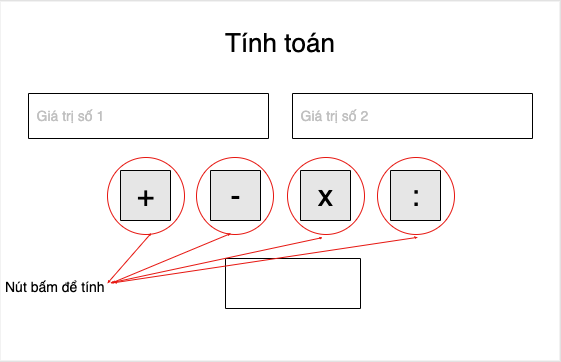 Tính toán
Giá trị số 1
Giá trị số 2
+ - x :
Nút bấm để tính